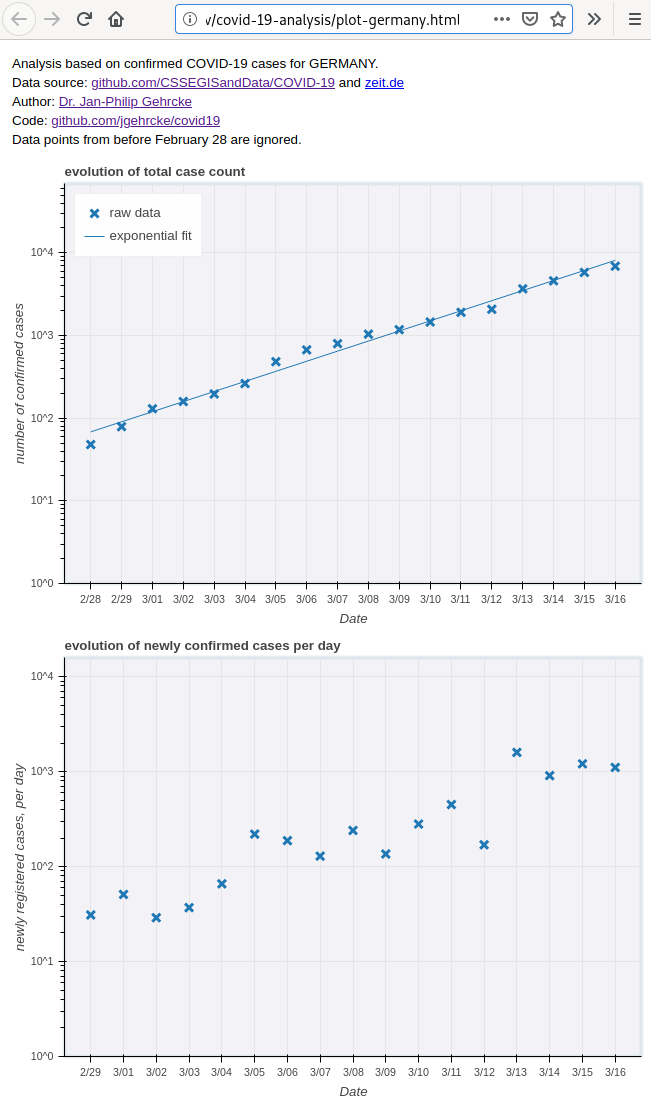 v/covid-19-analysis/plot-germany.html
Analysis based on confirmed COVID-19 cases for GERMANY.
Data source: github.com/CSSEGISandData/COVID-19 and zeit.de
Author: Dr. Jan-Philip Gehrcke
Code: github.com/jgehrcke/covid19
Data points from before February 28 are ignored.
evolution of total case count
raw data
exponential fit
number of confirmed cases
10^4
10^3
10^2
10^1
10^0
2/28 2/29 3/01 3/02 3/03 3/04 3/05 3/06 3/07 3/08 3/09 3/10 3/11 3/12 3/13 3/14 3/15 3/16
Date
evolution of newly confirmed cases per day
newly registered cases, per day
10^4
10^3
10^2
10^1
10^0
2/29 3/01 3/02 3/03 3/04 3/05 3/06 3/07 3/08 3/09 3/10 3/11 3/12 3/13 3/14 3/15 3/16
Date